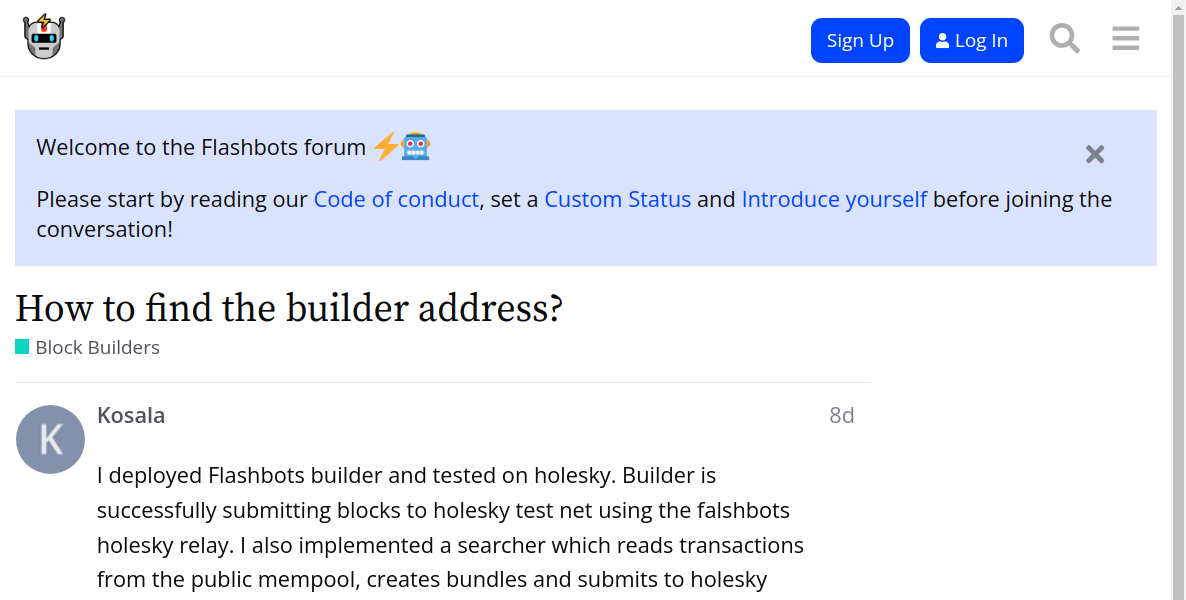 Sign Up
Log In
Welcome to the Flashbots forum
Please start by reading our Code of conduct, set a Custom Status and Introduce yourself before joining the
conversation!
How to find the builder address?
Block Builders
K
Kosala
8d
I deployed Flashbots builder and tested on holesky. Builder is
successfully submitting blocks to holesky test net using the falshbots
holesky relay. I also implemented a searcher which reads transactions
from the public mempool, creates bundles and submits to holesky